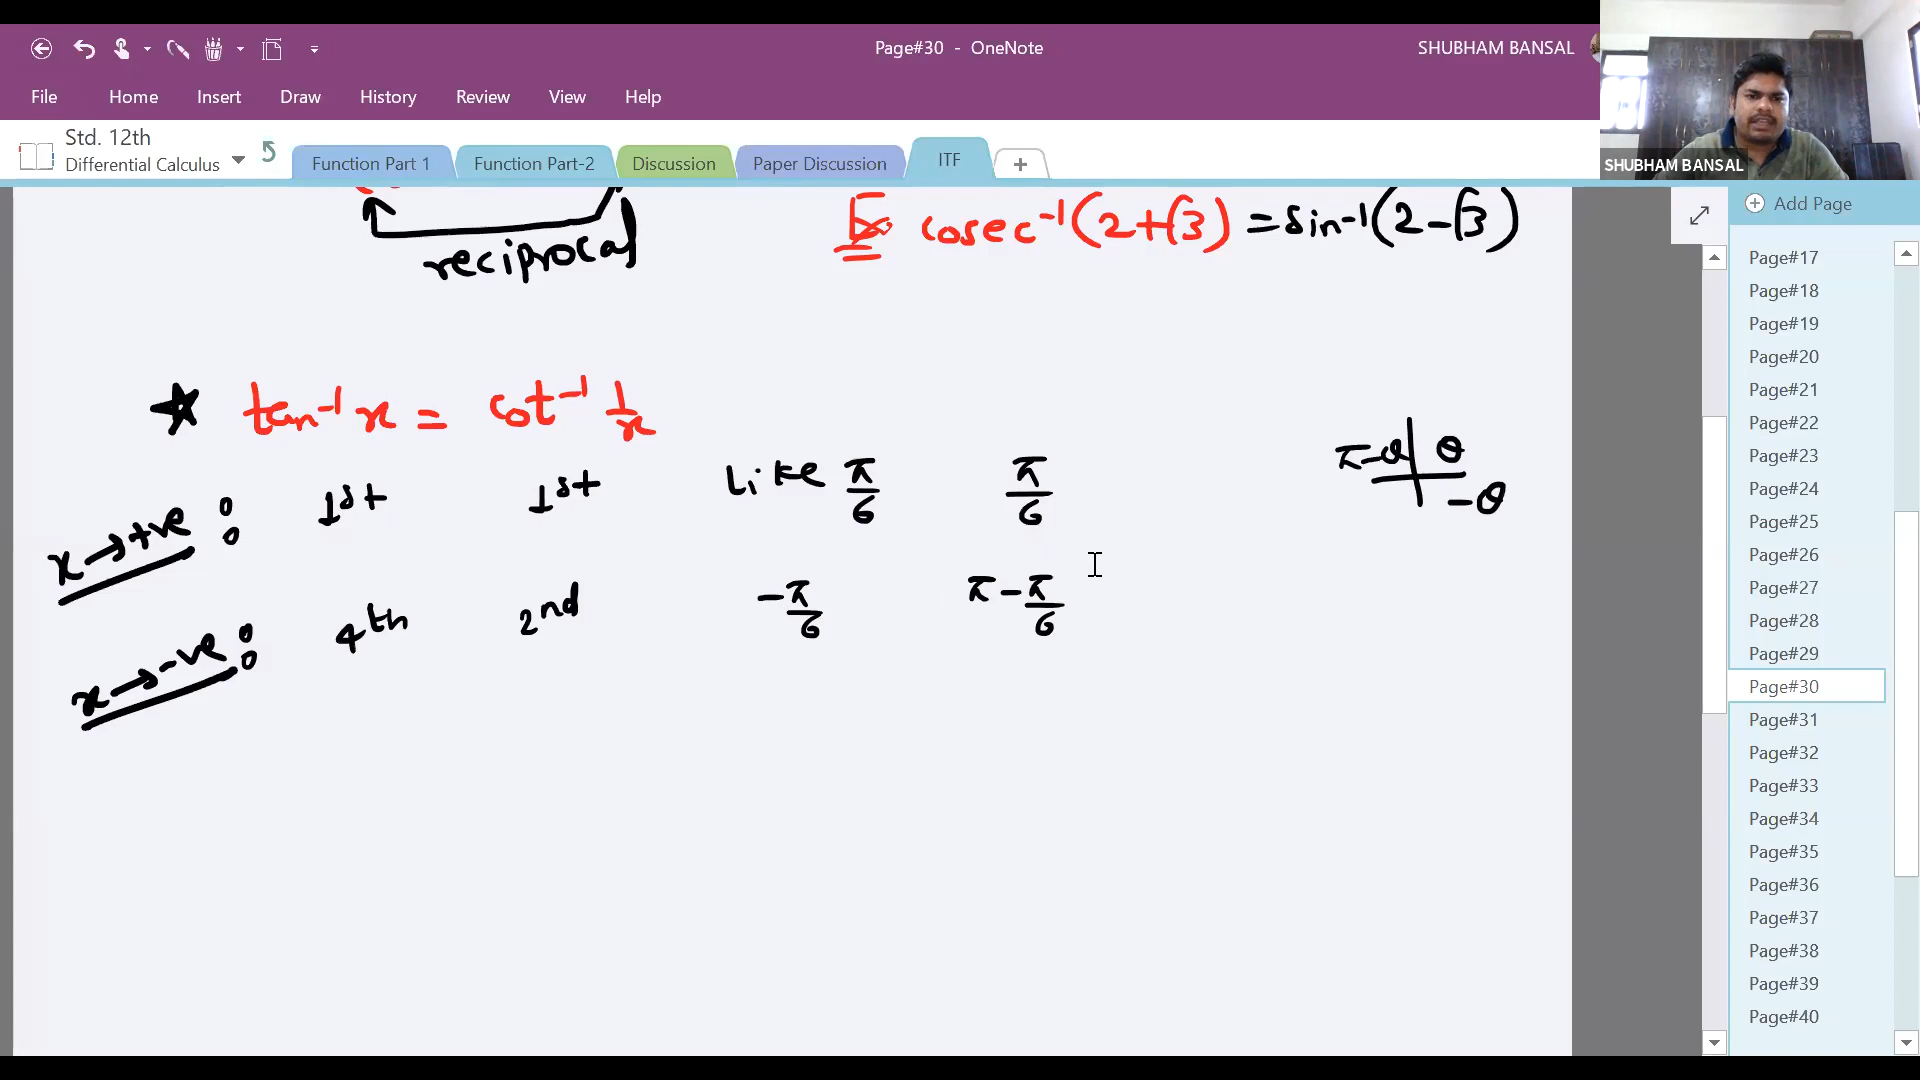 Page#30 - OneNote
SHUBHAM BANSAL
File Home Insert Draw History Review View Help
SHUBHAM BANSAL
Std. 12th
Differential Calculus
Function Part 1
Function Part-2
Discussion
Paper Discussion
ITF
Add Page
cosec⁻¹(2+√3) = sin⁻¹(2-√3)
reciprocal
★ tan⁻¹ x = cot⁻¹ 1/x
π-θ θ
-θ
x→+ve : 1st 1st Like π/6 π/6
x→-ve : 4th 2nd -π/6 π-π/6
Page#17
Page#18
Page#19
Page#20
Page#21
Page#22
Page#23
Page#24
Page#25
Page#26
Page#27
Page#28
Page#29
Page#30
Page#31
Page#32
Page#33
Page#34
Page#35
Page#36
Page#37
Page#38
Page#39
Page#40